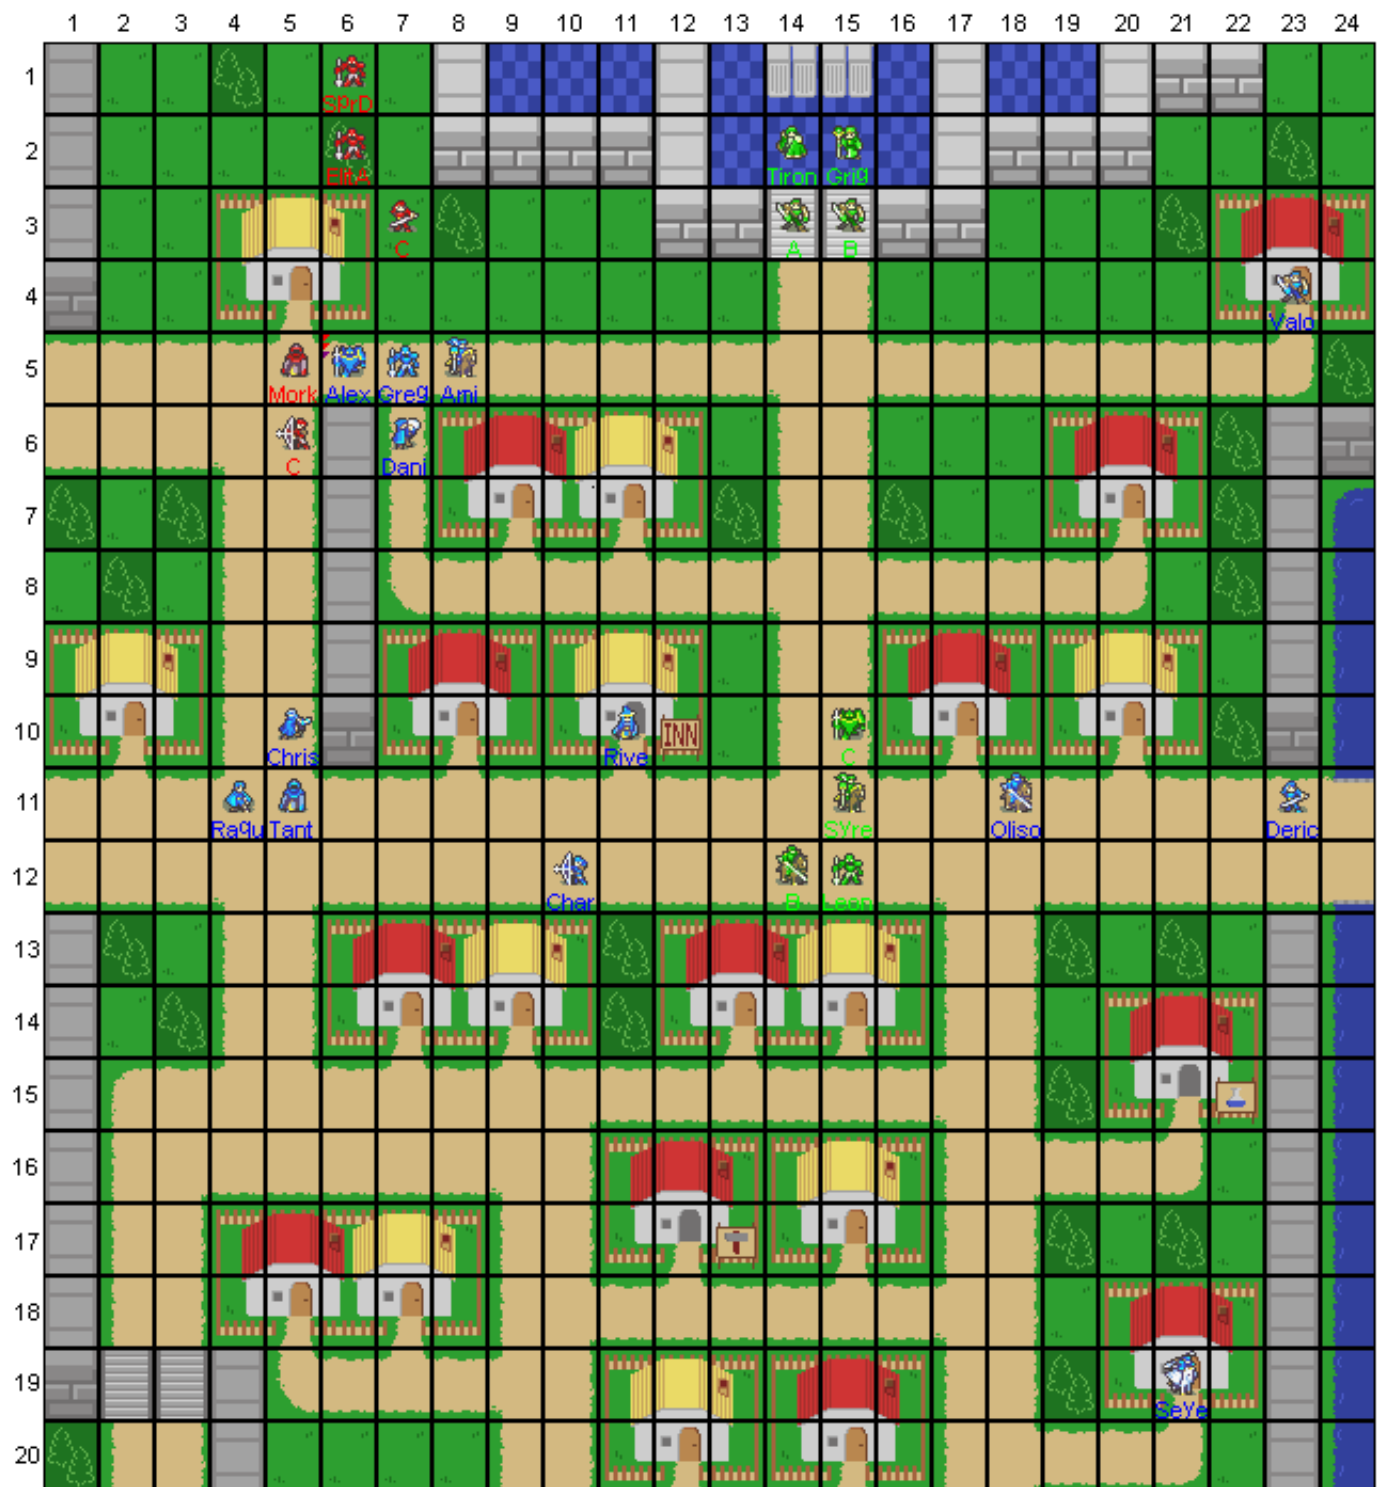 1 2 3 4 5 6 7 8 9 10 11 12 13 14 15 16 17 18 19 20 21 22 23 24
1
SprD
2
EliA Tiron Grig
3
C A B
4
Valo
5
Mork Alex Greg Ami
6
C Dani
7
8
9
10
INN
Chris Rive C
11
Raqu Tant Syre Oliso Deric
12
Char B Leon
13
14
15
16
17
18
19
SeYe
20